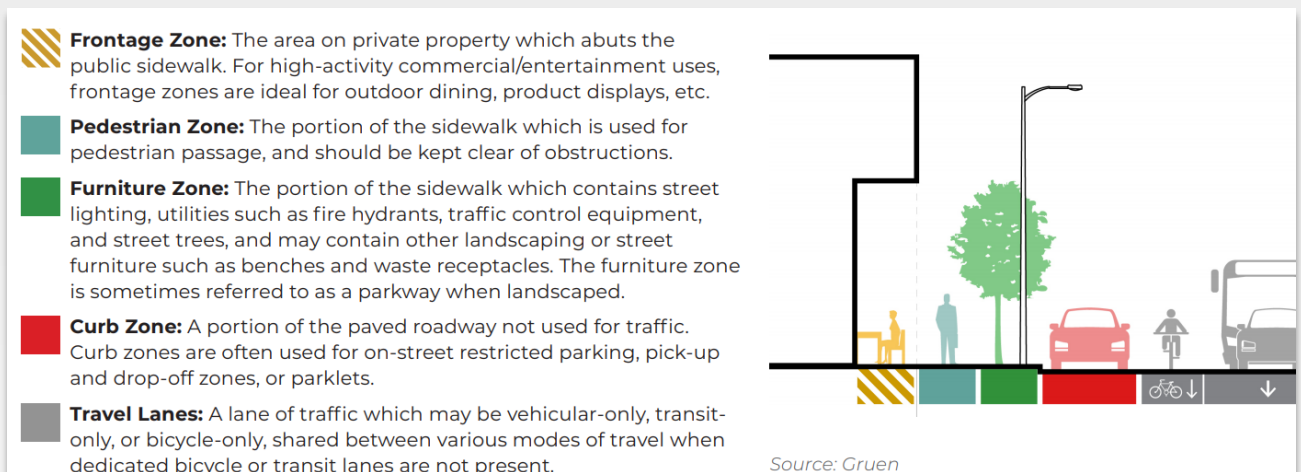 Frontage Zone: The area on private property which abuts the
public sidewalk. For high-activity commercial/entertainment uses,
frontage zones are ideal for outdoor dining, product displays, etc.
Pedestrian Zone: The portion of the sidewalk which is used for
pedestrian passage, and should be kept clear of obstructions.
Furniture Zone: The portion of the sidewalk which contains street
lighting, utilities such as fire hydrants, traffic control equipment,
and street trees, and may contain other landscaping or street
furniture such as benches and waste receptacles. The furniture zone
is sometimes referred to as a parkway when landscaped.
Curb Zone: A portion of the paved roadway not used for traffic.
Curb zones are often used for on-street restricted parking, pick-up
and drop-off zones, or parklets.
Travel Lanes: A lane of traffic which may be vehicular-only, transit-
only, or bicycle-only, shared between various modes of travel when
dedicated bicycle or transit lanes are not present.
Source: Gruen